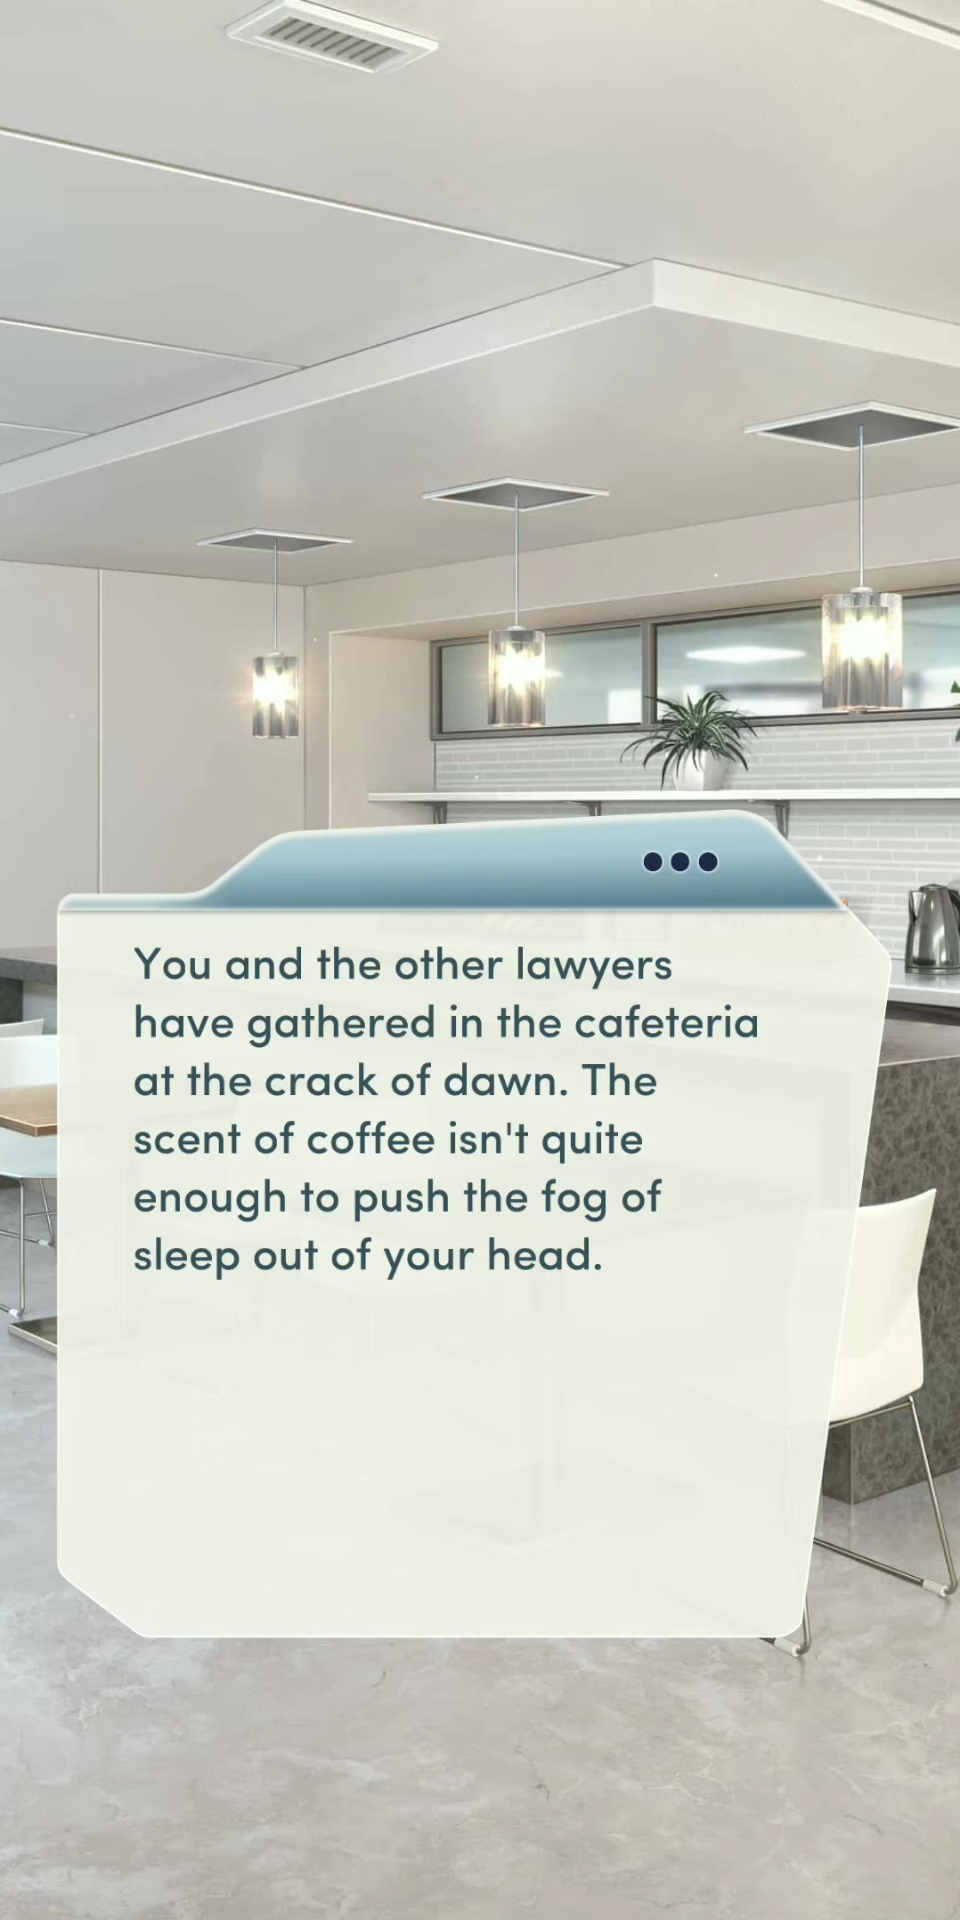 You and the other lawyers
have gathered in the cafeteria
at the crack of dawn. The
scent of coffee isn't quite
enough to push the fog of
sleep out of your head.